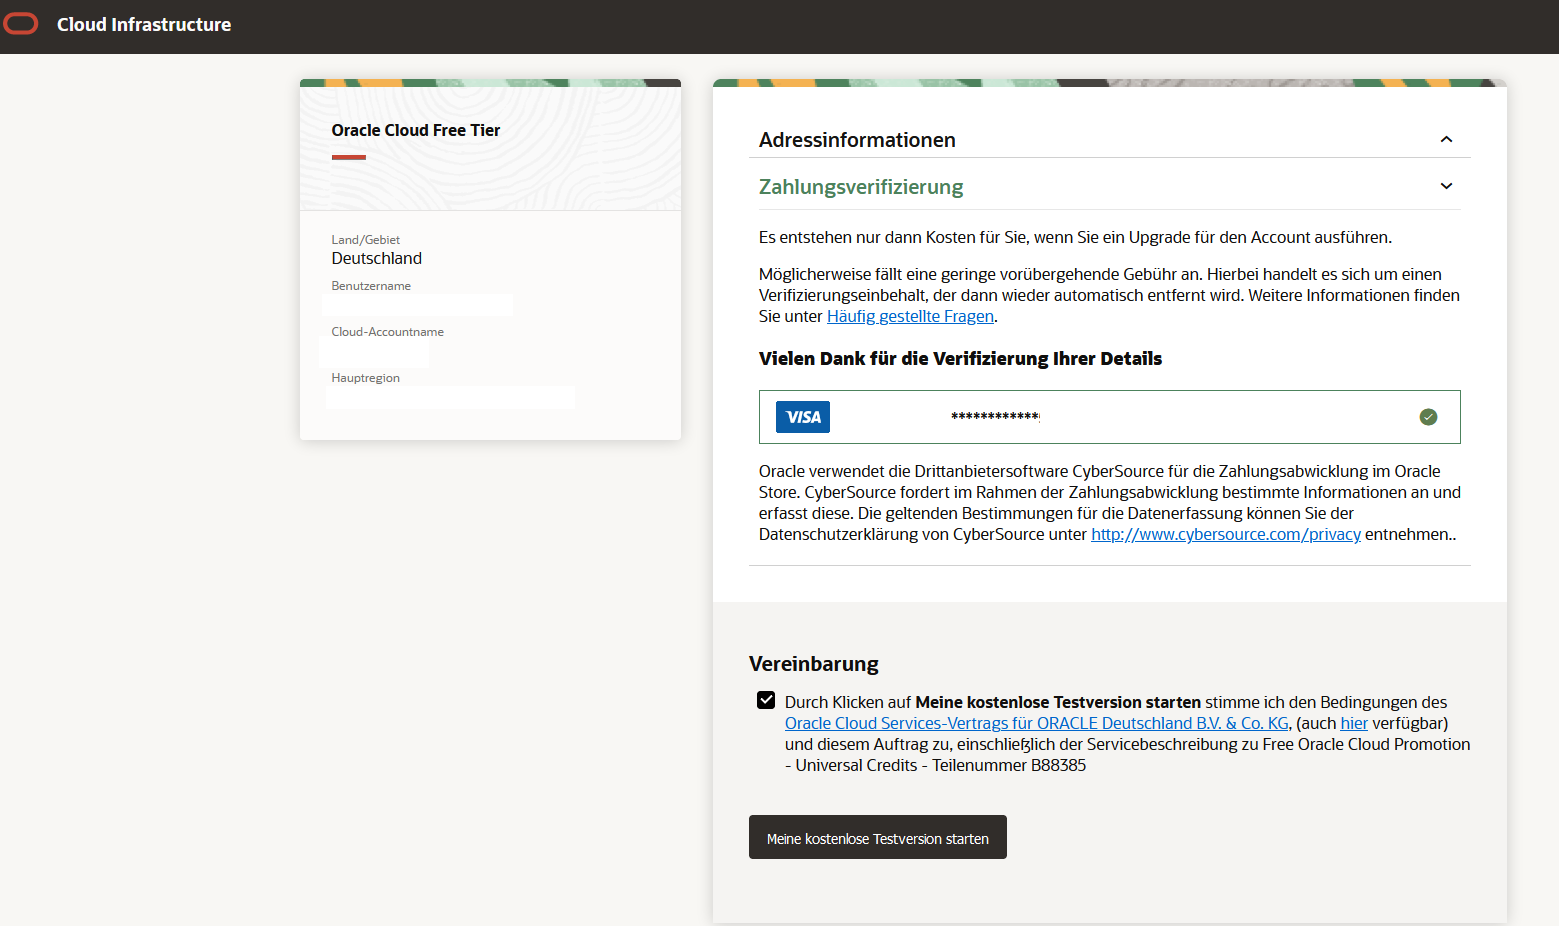 Cloud Infrastructure
Oracle Cloud Free Tier
Land/Gebiet
Deutschland
Benutzername
Cloud-Accountname
Hauptregion
Adressinformationen
Zahlungsverifizierung
Es entstehen nur dann Kosten für Sie, wenn Sie ein Upgrade für den Account ausführen.
Möglicherweise fällt eine geringe vorübergehende Gebühr an. Hierbei handelt es sich um einen
Verifizierungseinbehalt, der dann wieder automatisch entfernt wird. Weitere Informationen finden
Sie unter Häufig gestellte Fragen.
Vielen Dank für die Verifizierung Ihrer Details
VISA ************
Oracle verwendet die Drittanbietersoftware CyberSource für die Zahlungsabwicklung im Oracle
Store. CyberSource fordert im Rahmen der Zahlungsabwicklung bestimmte Informationen an und
erfasst diese. Die geltenden Bestimmungen für die Datenerfassung können Sie der
Datenschutzerklärung von CyberSource unter http://www.cybersource.com/privacy entnehmen..
Vereinbarung
Durch Klicken auf Meine kostenlose Testversion starten stimme ich den Bedingungen des
Oracle Cloud Services-Vertrags für ORACLE Deutschland B.V. & Co. KG, (auch hier verfügbar)
und diesem Auftrag zu, einschließlich der Servicebeschreibung zu Free Oracle Cloud Promotion
- Universal Credits - Teilenummer B88385
Meine kostenlose Testversion starten